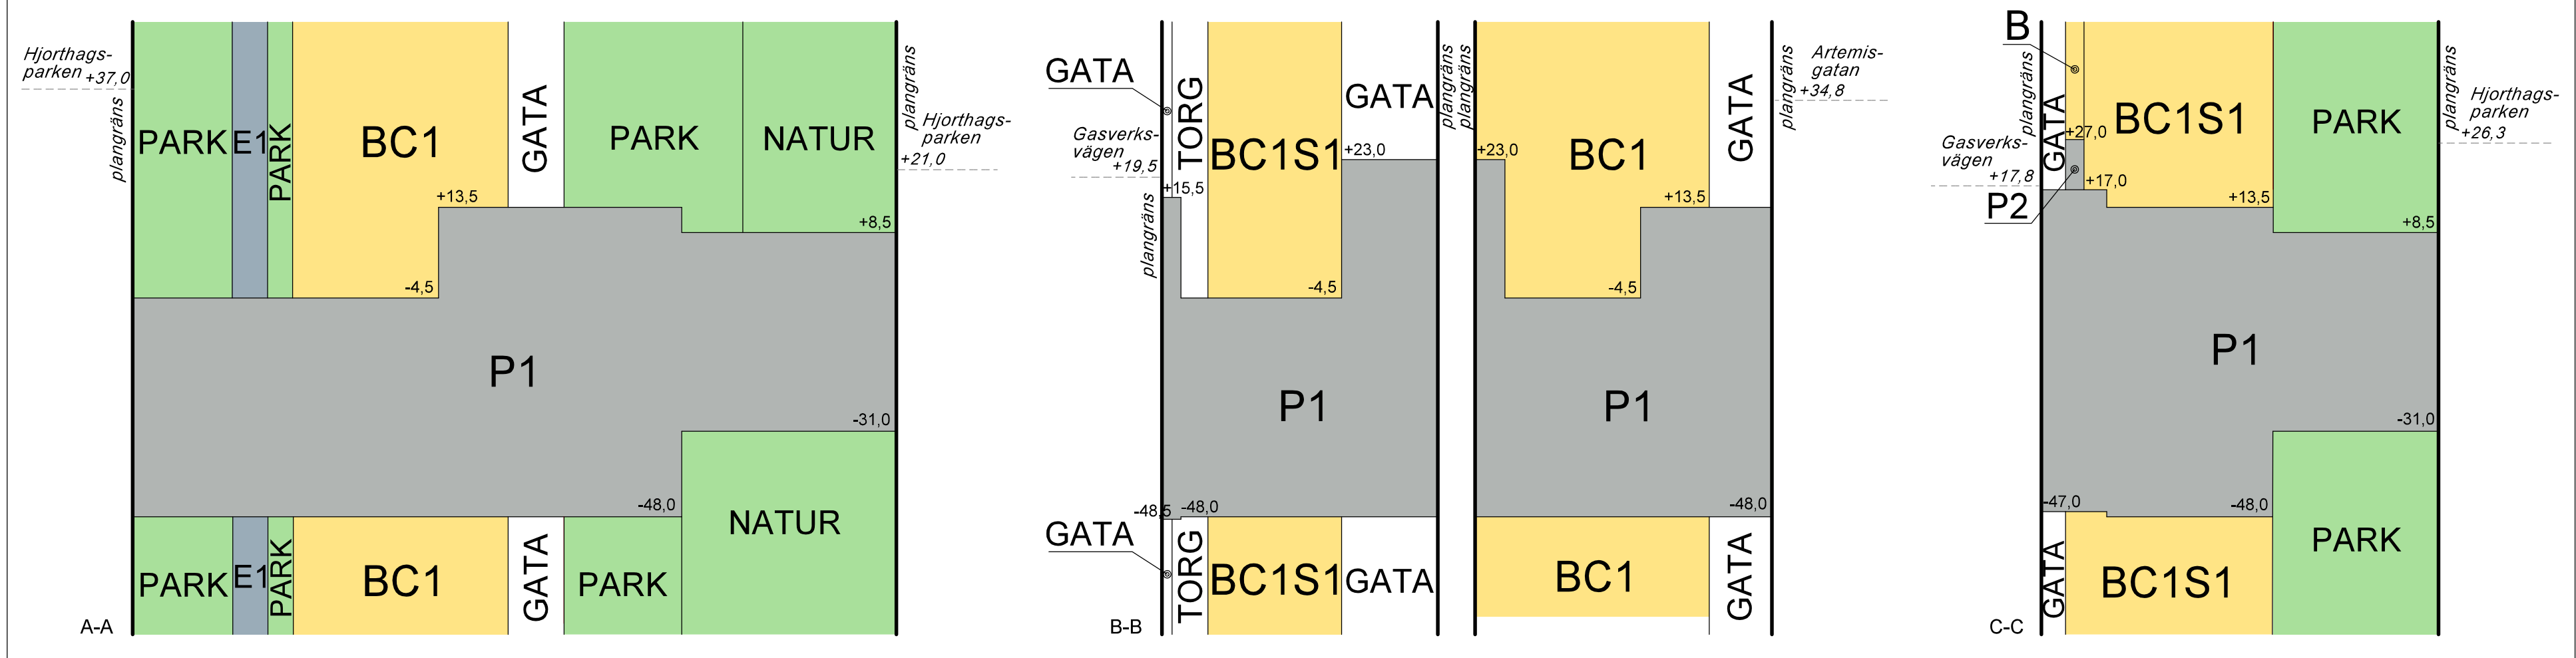 Hjorthags-
parken +37,0
plangräns
PARK
E1
PARK
BC1
GATA
PARK
NATUR
plangräns
Hjorthags-
parken
+21,0
+13,5
+8,5
-4,5
P1
-31,0
-48,0
PARK
E1
PARK
BC1
GATA
PARK
NATUR
A-A
GATA
TORG
Gasverks-
vägen
+19,5
+15,5
plangräns
BC1S1
GATA
+23,0
-4,5
P1
-48,5
-48,0
GATA
TORG
BC1S1
GATA
B-B
plangräns
plangräns
+23,0
BC1
GATA
plangräns
Artemis-
gatan
+34,8
+13,5
-4,5
P1
-48,0
BC1
GATA
B
plangräns
GATA
Gasverks-
vägen
+17,8
P2
+27,0
+17,0
BC1S1
PARK
plangräns
Hjorthags-
parken
+26,3
+13,5
+8,5
P1
-31,0
-47,0
-48,0
GATA
BC1S1
PARK
C-C